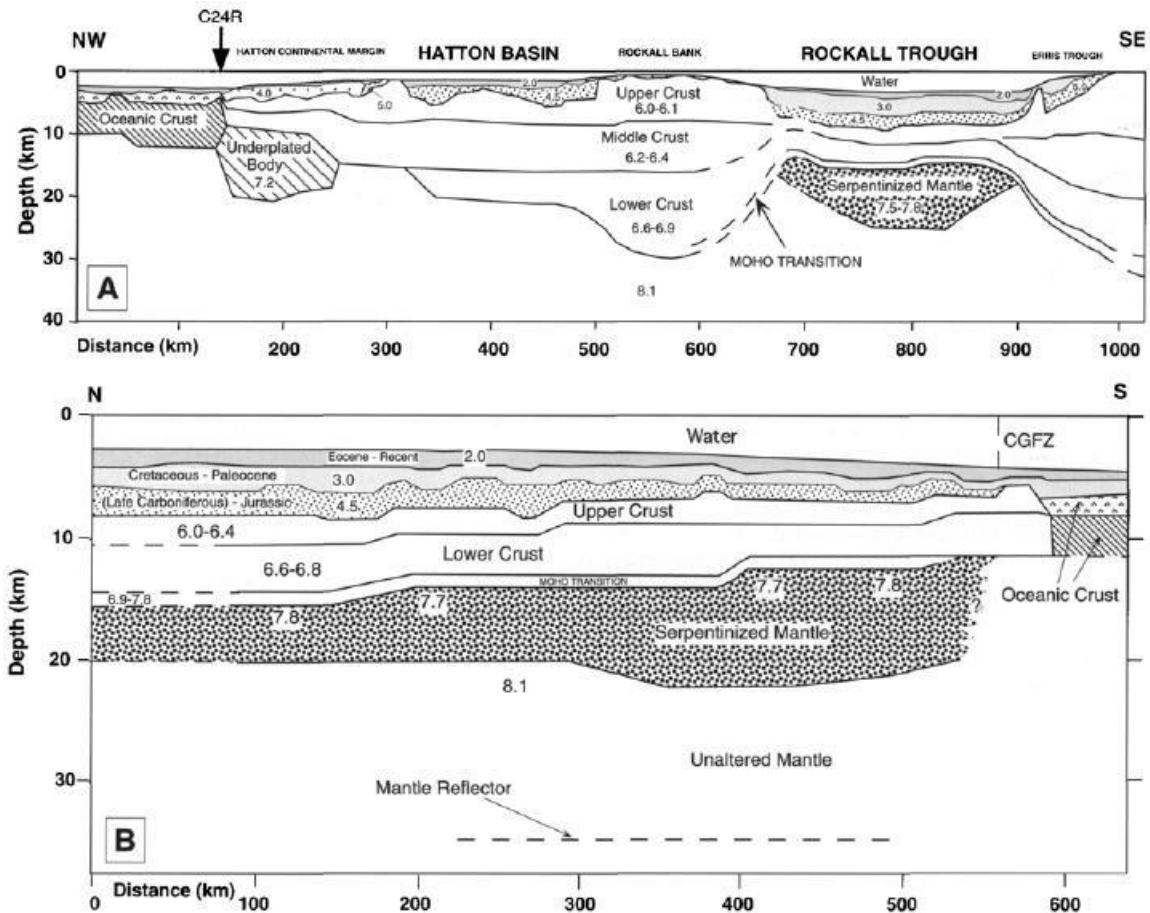 C24R
NW
HATTON CONTINENTAL MARGIN
HATTON BASIN
ROCKALL BANK
ROCKALL TROUGH
ERRIS TROUGH
SE
0
10
20
30
40
Depth (km)
Oceanic Crust
4.0
5.0
2.0
4.5
Upper Crust
6.0-6.1
Water
2.0
3.0
4.5
Underplated
Body
7.2
Middle Crust
6.2-6.4
Lower Crust
6.6-6.9
Serpentinized Mantle
7.5-7.8
MOHO TRANSITION
8.1
A
Distance (km)
200
300
400
500
600
700
800
900
1000
N
S
0
10
20
30
Depth (km)
Water
CGFZ
Eocene - Recent
2.0
Cretaceous - Paleocene
3.0
(Late Carboniferous) - Jurassic
4.5
Upper Crust
6.0-6.4
Lower Crust
6.6-6.8
MOHO TRANSITION
6.9-7.8
7.8
7.7
7.7
7.8
?
Oceanic Crust
Serpentinized Mantle
8.1
Unaltered Mantle
Mantle Reflector
B
Distance (km)
0
100
200
300
400
500
600